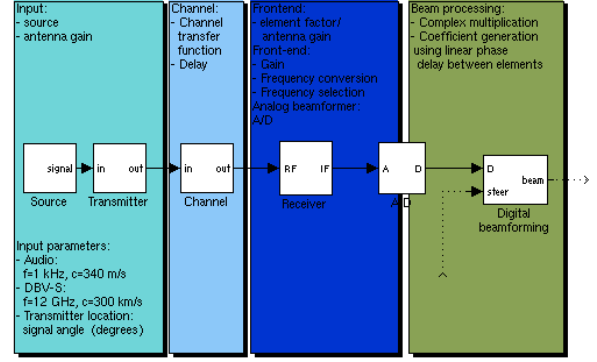 Input:
- source
- antenna gain
Channel:
- Channel
transfer
function
- Delay
Frontend:
- element factor/
antenna gain
Front-end:
- Gain
- Frequency conversion
- Frequency selection
Analog beamformer:
A/D
Beam processing:
- Complex multiplication
- Coefficient generation
using linear phase
delay between elements
signal
Source
in out
Transmitter
in out
Channel
RF IF
Receiver
A D
A/D
D
steer
beam
Digital
beamforming
Input parameters:
- Audio:
f=1 kHz, c=340 m/s
- DBV-S:
f=12 GHz, c=300 km/s
- Transmitter location:
signal angle (degrees)